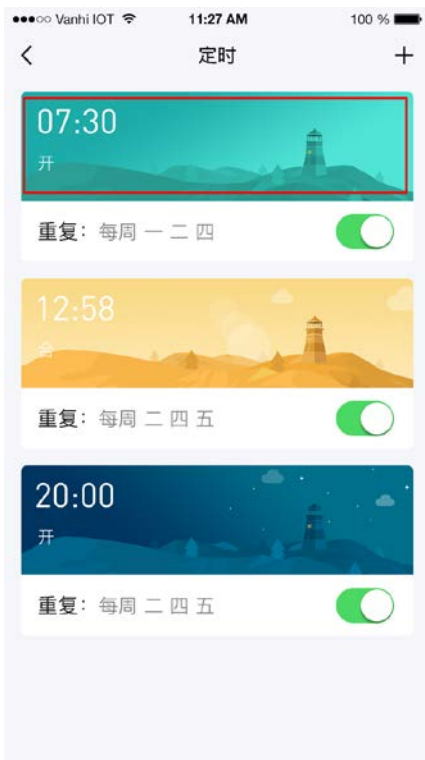 Vanhi IOT 11:27 AM 100 %
定时
07:30
开
重复：每周 一 二 四
12:58
合
重复：每周 二 四 五
20:00
开
重复：每周 二 四 五